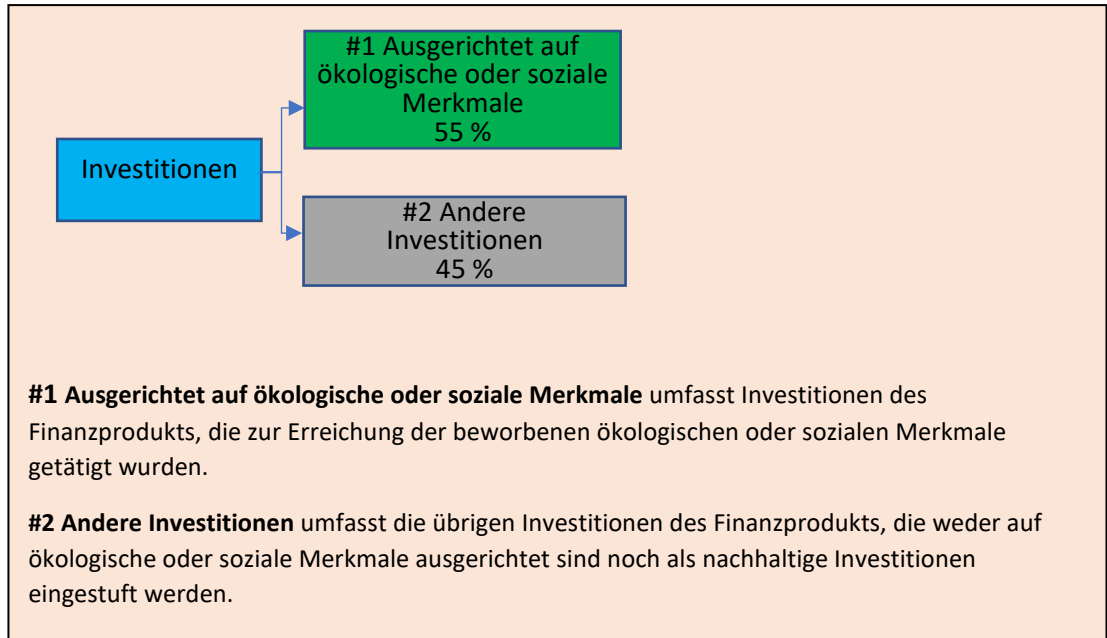 #1 Ausgerichtet auf
ökologische oder soziale
Merkmale
55 %
Investitionen
#2 Andere
Investitionen
45 %
#1 Ausgerichtet auf ökologische oder soziale Merkmale umfasst Investitionen des
Finanzprodukts, die zur Erreichung der beworbenen ökologischen oder sozialen Merkmale
getätigt wurden.
#2 Andere Investitionen umfasst die übrigen Investitionen des Finanzprodukts, die weder auf
ökologische oder soziale Merkmale ausgerichtet sind noch als nachhaltige Investitionen
eingestuft werden.